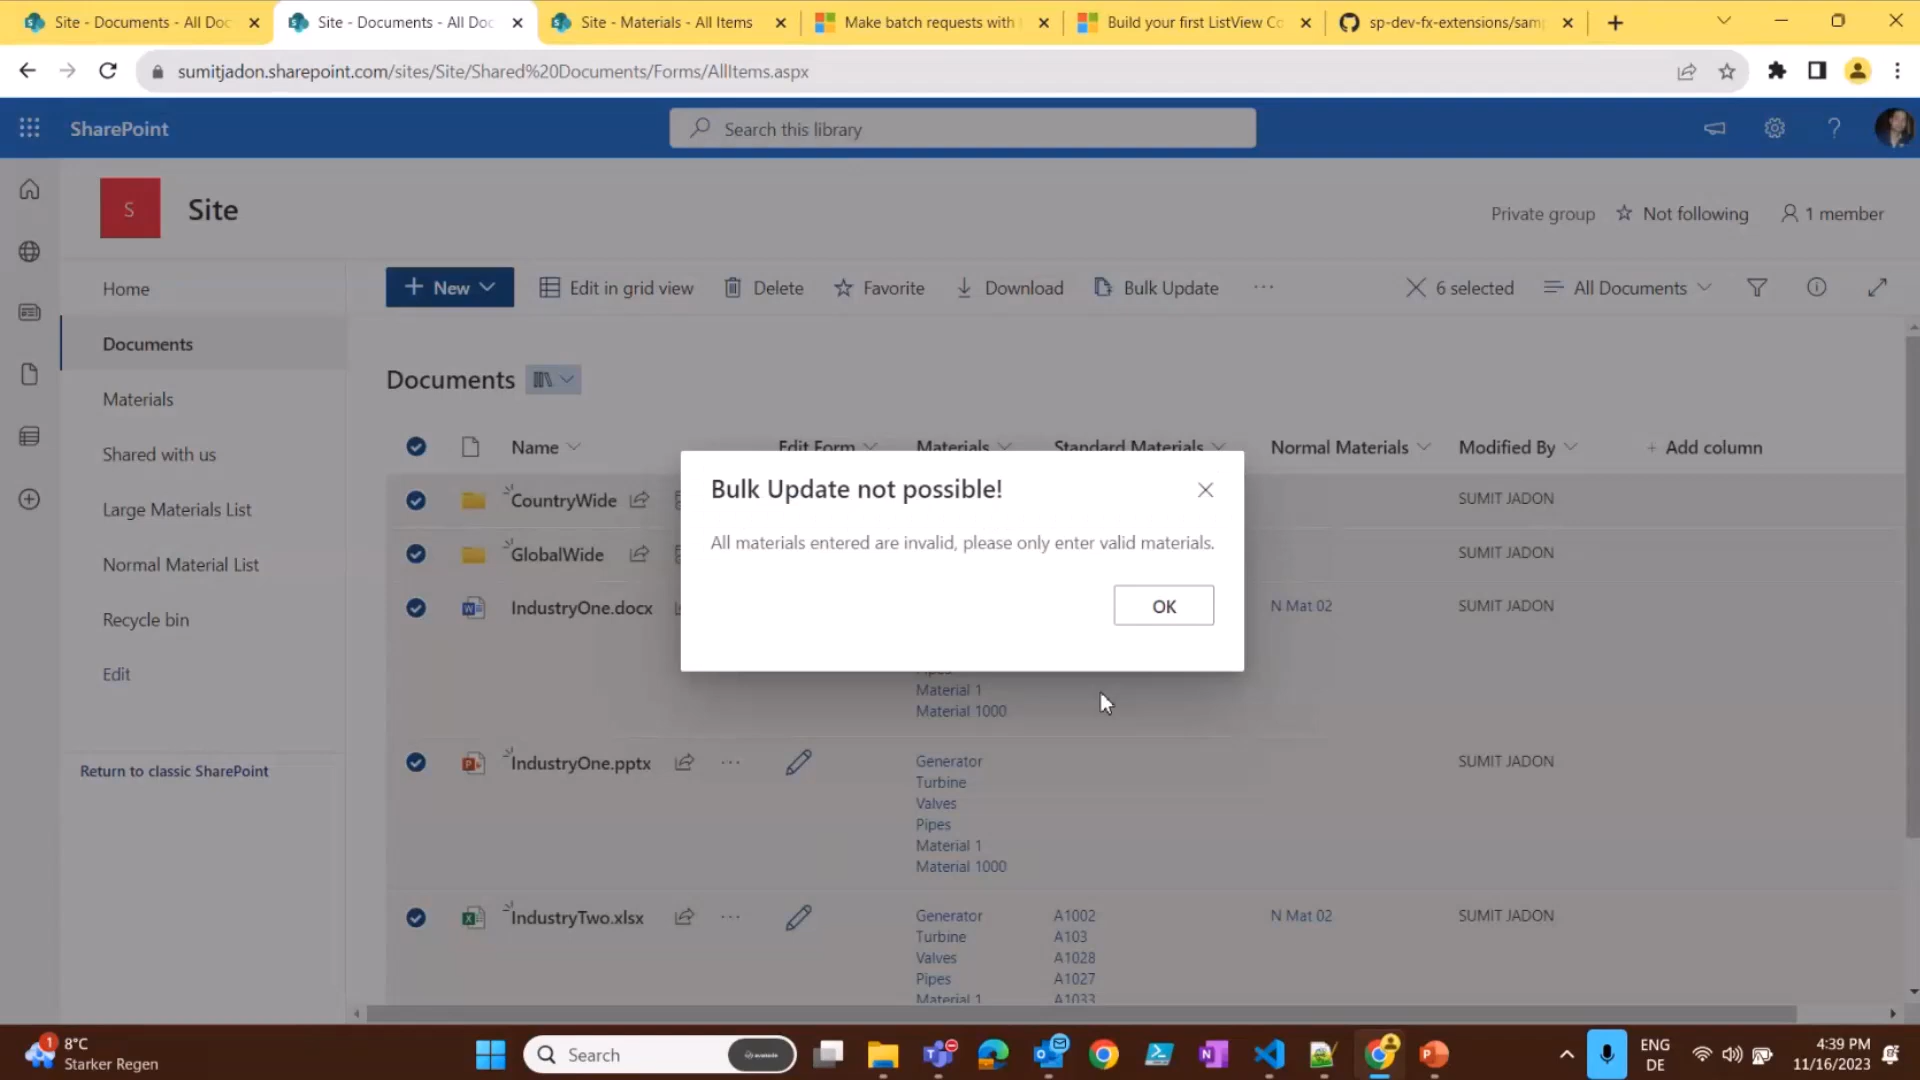 Site - Documents - All Doc
Site - Documents - All Doc
Site - Materials - All Items
Make batch requests with
Build your first ListView Co
sp-dev-fx-extensions/sam
sumitjadon.sharepoint.com/sites/Site/Shared%20Documents/Forms/AllItems.aspx
SharePoint
Search this library
S
Site
Private group
Not following
1 member
Home
Documents
Materials
Shared with us
Large Materials List
Normal Material List
Recycle bin
Edit
Return to classic SharePoint
New
Edit in grid view
Delete
Favorite
Download
Bulk Update
6 selected
All Documents
Documents
Name
Edit Form
Materials
Standard Materials
Normal Materials
Modified By
+ Add column
CountryWide
SUMIT JADON
GlobalWide
SUMIT JADON
IndustryOne.docx
N Mat 02
SUMIT JADON
Pipes
Material 1
Material 1000
Bulk Update not possible!
All materials entered are invalid, please only enter valid materials.
OK
IndustryOne.pptx
Generator
Turbine
Valves
Pipes
Material 1
Material 1000
SUMIT JADON
IndustryTwo.xlsx
Generator
Turbine
Valves
Pipes
Material 1
A1002
A103
A1028
A1027
A1033
N Mat 02
SUMIT JADON
1
8°C
Starker Regen
Search
ENG
DE
4:39 PM
11/16/2023